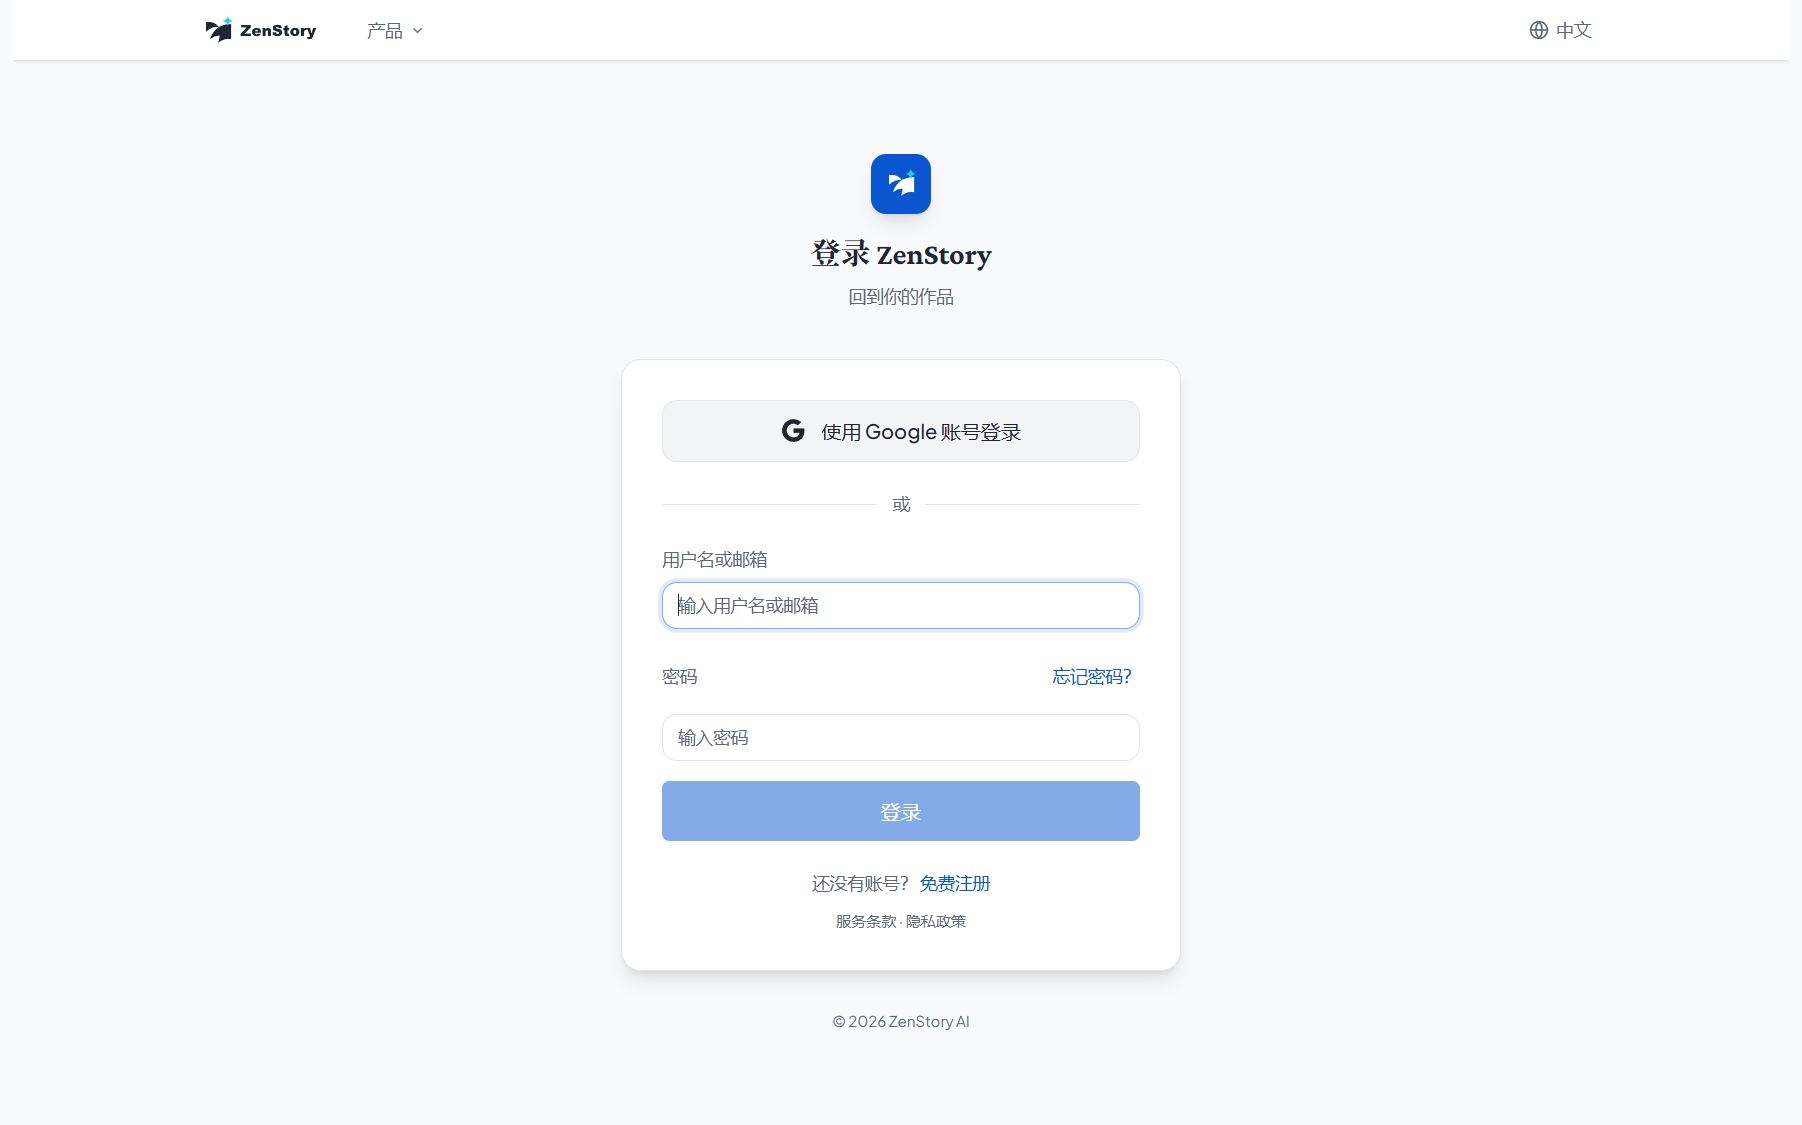 ZenStory 产品 中文
登录 ZenStory
回到你的作品
使用 Google 账号登录
或
用户名或邮箱
输入用户名或邮箱
密码 忘记密码?
输入密码
登录
还没有账号? 免费注册
服务条款 · 隐私政策
© 2026 ZenStory AI